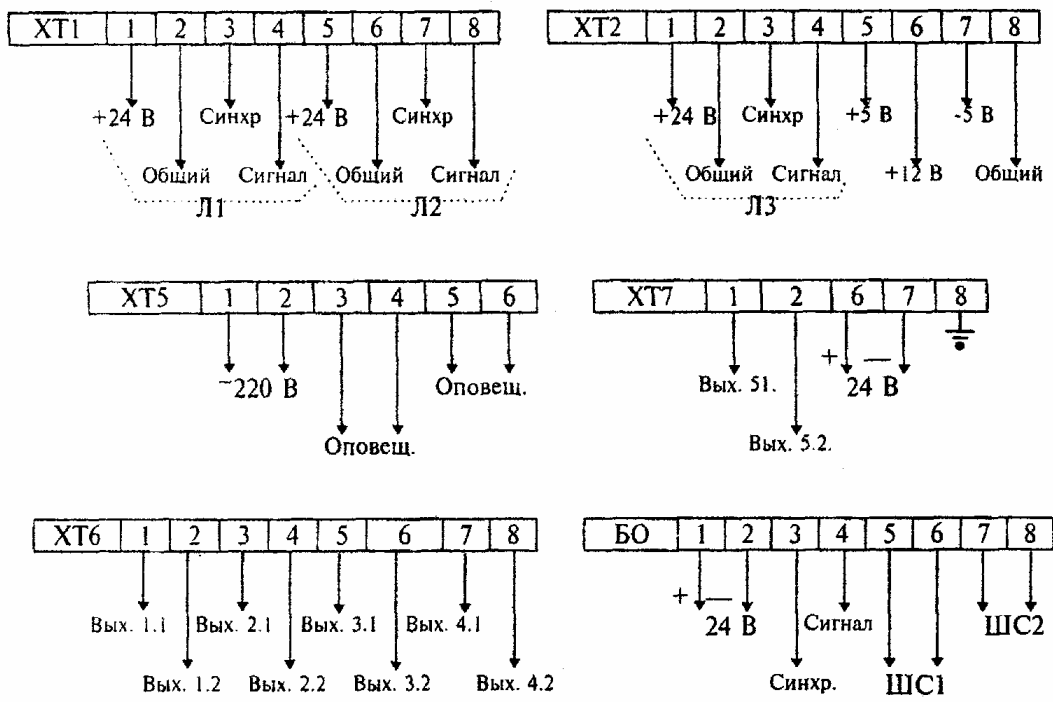 ХТ1 1 2 3 4 5 6 7 8
+24 В Синхр +24 В Синхр
Общий Сигнал Общий Сигнал
Л1 Л2
ХТ2 1 2 3 4 5 6 7 8
+24 В Синхр +5 В -5 В
Общий Сигнал +12 В Общий
Л3
ХТ5 1 2 3 4 5 6
~220 В Оповещ.
Оповещ.
ХТ7 1 2 6 7 8
+ —
Вых. 51. 24 В
Вых. 5.2.
ХТ6 1 2 3 4 5 6 7 8
Вых. 1.1 Вых. 2.1 Вых. 3.1 Вых. 4.1
Вых. 1.2 Вых. 2.2 Вых. 3.2 Вых. 4.2
БО 1 2 3 4 5 6 7 8
+ —
24 В Сигнал ШС2
Синхр. ШС1